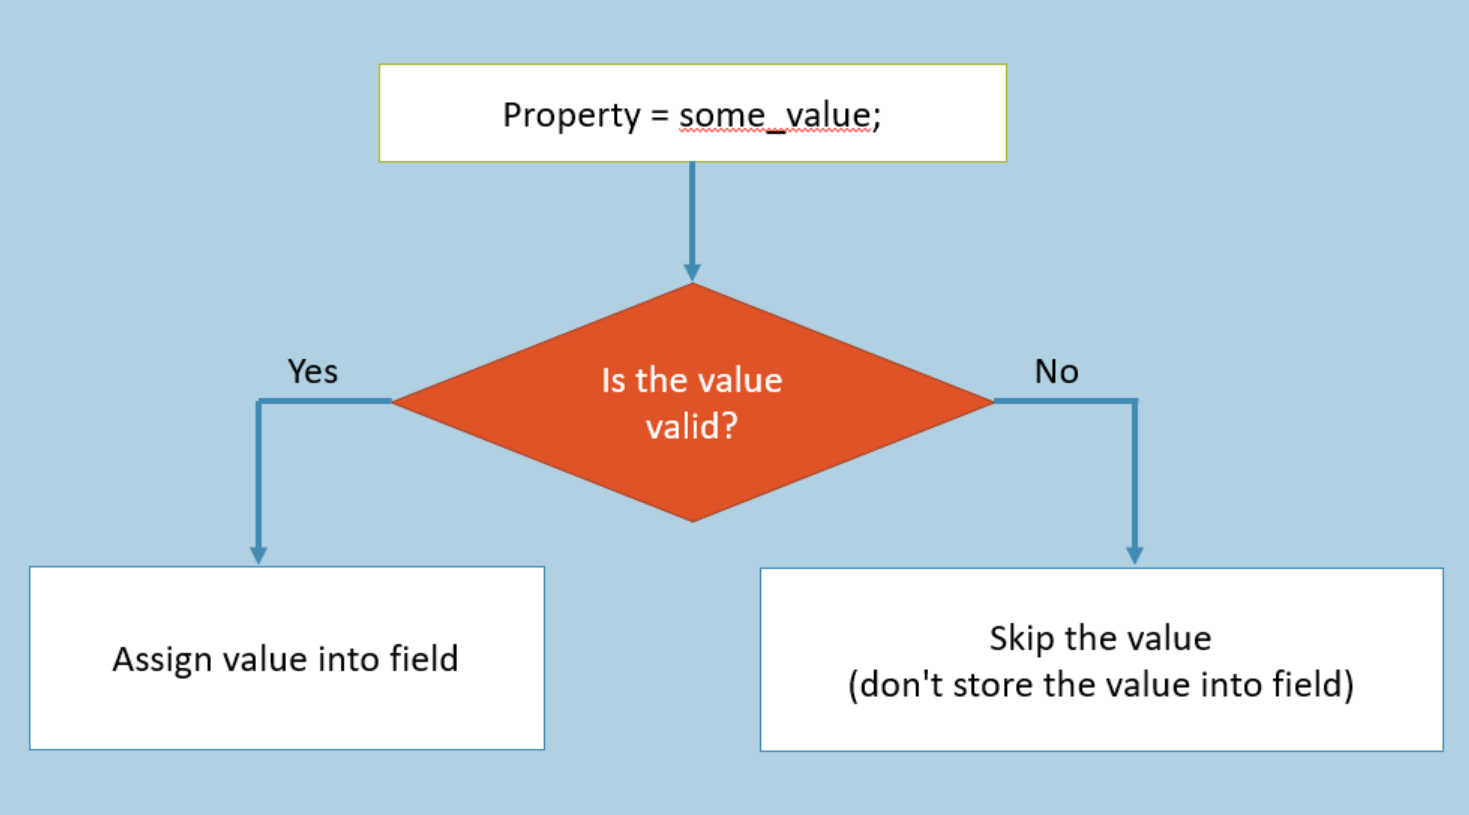 Property = some_value;
Is the value
valid?
Yes
No
Assign value into field
Skip the value
(don't store the value into field)